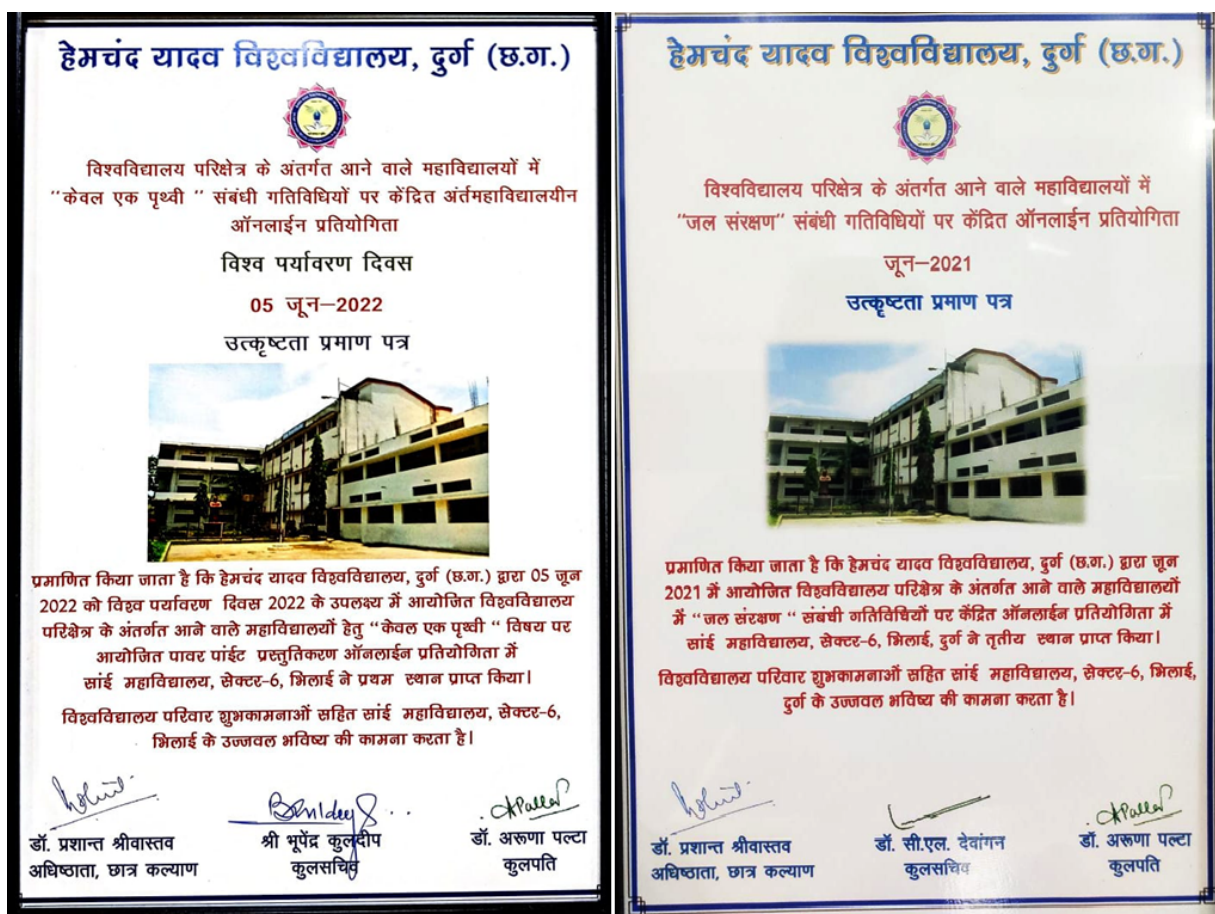 हेमचंद यादव विश्वविद्यालय, दुर्ग (छ.ग.)
विश्वविद्यालय परिक्षेत्र के अंतर्गत आने वाले महाविद्यालयों में
“केवल एक पृथ्वी “ संबंधी गतिविधियों पर केंद्रित अंर्तमहाविद्यालयीन
ऑनलाईन प्रतियोगिता
विश्व पर्यावरण दिवस
05 जून–2022
उत्कृष्टता प्रमाण पत्र
प्रमाणित किया जाता है कि हेमचंद यादव विश्वविद्यालय, दुर्ग (छ.ग.) द्वारा 05 जून
2022 को विश्व पर्यावरण दिवस 2022 के उपलक्ष्य में आयोजित विश्वविद्यालय
परिक्षेत्र के अंतर्गत आने वाले महाविद्यालयों हेतु “केवल एक पृथ्वी “ विषय पर
आयोजित पावर पांईट प्रस्तुतिकरण ऑनलाईन प्रतियोगिता में
सांई महाविद्यालय, सेक्टर-6, भिलाई ने प्रथम स्थान प्राप्त किया।
विश्वविद्यालय परिवार शुभकामनाओं सहित सांई महाविद्यालय, सेक्टर-6,
भिलाई के उज्जवल भविष्य की कामना करता है।
डॉ. प्रशान्त श्रीवास्तव
अधिष्ठाता, छात्र कल्याण
श्री भूपेंद्र कुलदीप
कुलसचिव
डॉ. अरूणा पल्टा
कुलपति
हेमचंद यादव विश्वविद्यालय, दुर्ग (छ.ग.)
विश्वविद्यालय परिक्षेत्र के अंतर्गत आने वाले महाविद्यालयों में
“जल संरक्षण“ संबंधी गतिविधियों पर केंद्रित ऑनलाईन प्रतियोगिता
जून–2021
उत्कृष्टता प्रमाण पत्र
प्रमाणित किया जाता है कि हेमचंद यादव विश्वविद्यालय, दुर्ग (छ.ग.) द्वारा जून
2021 में आयोजित विश्वविद्यालय परिक्षेत्र के अंतर्गत आने वाले महाविद्यालयों
में “जल संरक्षण “ संबंधी गतिविधियों पर केंद्रित ऑनलाईन प्रतियोगिता में
सांई महाविद्यालय, सेक्टर-6, भिलाई, दुर्ग ने तृतीय स्थान प्राप्त किया।
विश्वविद्यालय परिवार शुभकामनाओं सहित सांई महाविद्यालय, सेक्टर-6, भिलाई,
दुर्ग के उज्जवल भविष्य की कामना करता है।
डॉ. प्रशान्त श्रीवास्तव
अधिष्ठाता, छात्र कल्याण
डॉ. सी.एल. देवांगन
कुलसचिव
डॉ. अरूणा पल्टा
कुलपति